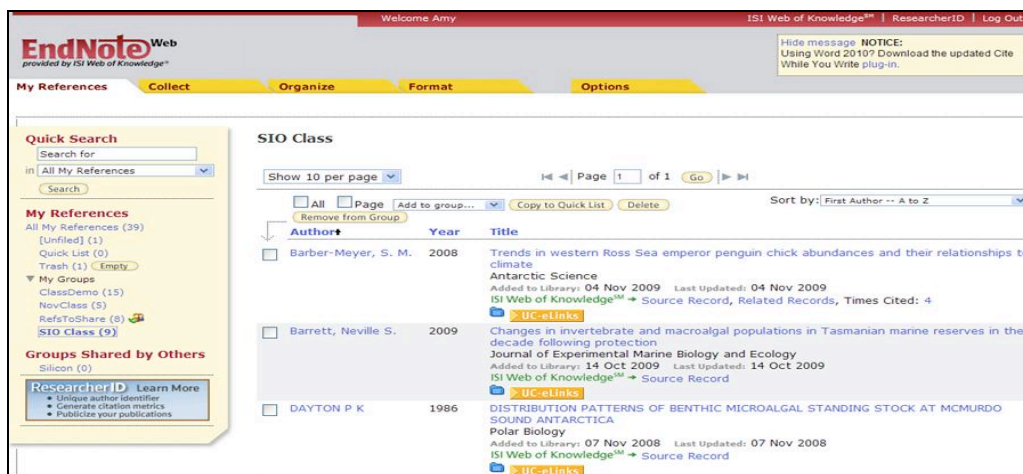 Welcome Amy
ISI Web of Knowledge℠ | ResearcherID | Log Out
EndNote Web
provided by ISI Web of Knowledge℠
Hide message NOTICE:
Using Word 2010? Download the updated Cite
While You Write plug-in.
My References Collect Organize Format Options
Quick Search
Search for
in All My References
Search
My References
All My References (39)
[Unfiled] (1)
Quick List (0)
Trash (1) Empty
▼ My Groups
ClassDemo (15)
NovClass (5)
RefsToShare (8)
SIO Class (9)
Groups Shared by Others
Silicon (0)
ResearcherID Learn More
• Unique author identifier
• Generate citation metrics
• Publicize your publications
SIO Class
Show 10 per page
Page 1 of 1 Go
All Page Add to group... Copy to Quick List Delete
Remove from Group
Sort by: First Author -- A to Z
Author Year Title
Barber-Meyer, S. M. 2008 Trends in western Ross Sea emperor penguin chick abundances and their relationships
climate
Antarctic Science
Added to Library: 04 Nov 2009 Last Updated: 04 Nov 2009
ISI Web of Knowledge℠ → Source Record, Related Records, Times Cited: 4
UC-eLinks
Barrett, Neville S. 2009 Changes in invertebrate and macroalgal populations in Tasmanian marine reserves in the
decade following protection
Journal of Experimental Marine Biology and Ecology
Added to Library: 14 Oct 2009 Last Updated: 14 Oct 2009
ISI Web of Knowledge℠ → Source Record
UC-eLinks
DAYTON P K 1986 DISTRIBUTION PATTERNS OF BENTHIC MICROALGAL STANDING STOCK AT MCMURDO
SOUND ANTARCTICA
Polar Biology
Added to Library: 07 Nov 2008 Last Updated: 07 Nov 2008
ISI Web of Knowledge℠ → Source Record
UC-eLinks